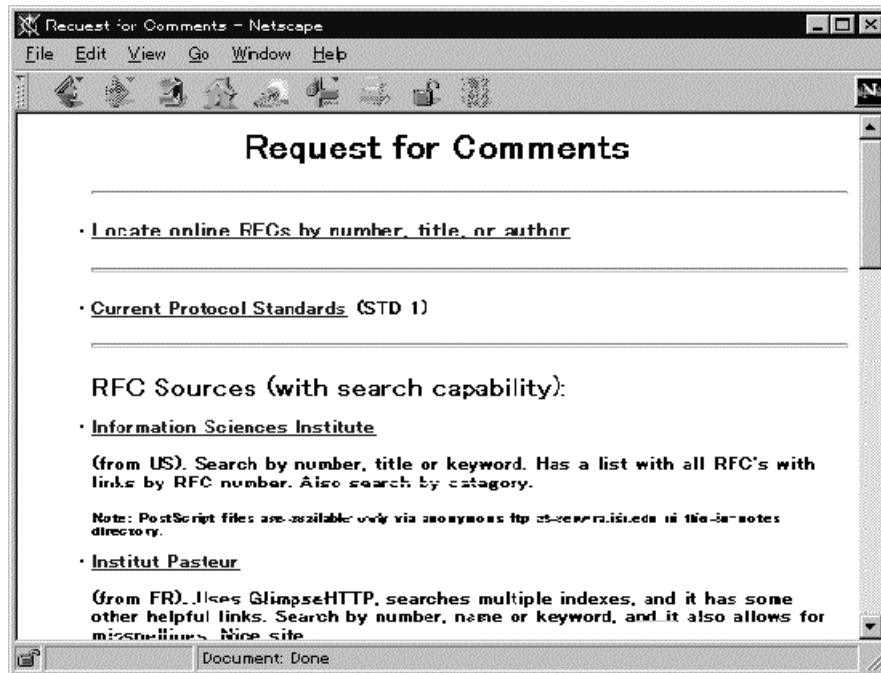 Request for Comments - Netscape
File Edit View Go Window Help
N
Request for Comments
· Locate online RFCs by number, title, or author
· Current Protocol Standards (STD 1)
RFC Sources (with search capability):
· Information Sciences Institute
(from US). Search by number, title or keyword. Has a list with all RFC's with
links by RFC number. Also search by catagory.
Note: PostScript files are available only via anonymous ftp at in
directory.
· Institut Pasteur
(from FR). Uses GlimpseHTTP, searches multiple indexes, and it has some
other helpful links. Search by number, name or keyword, and it also allows for
misspellings. Nice site
Document: Done